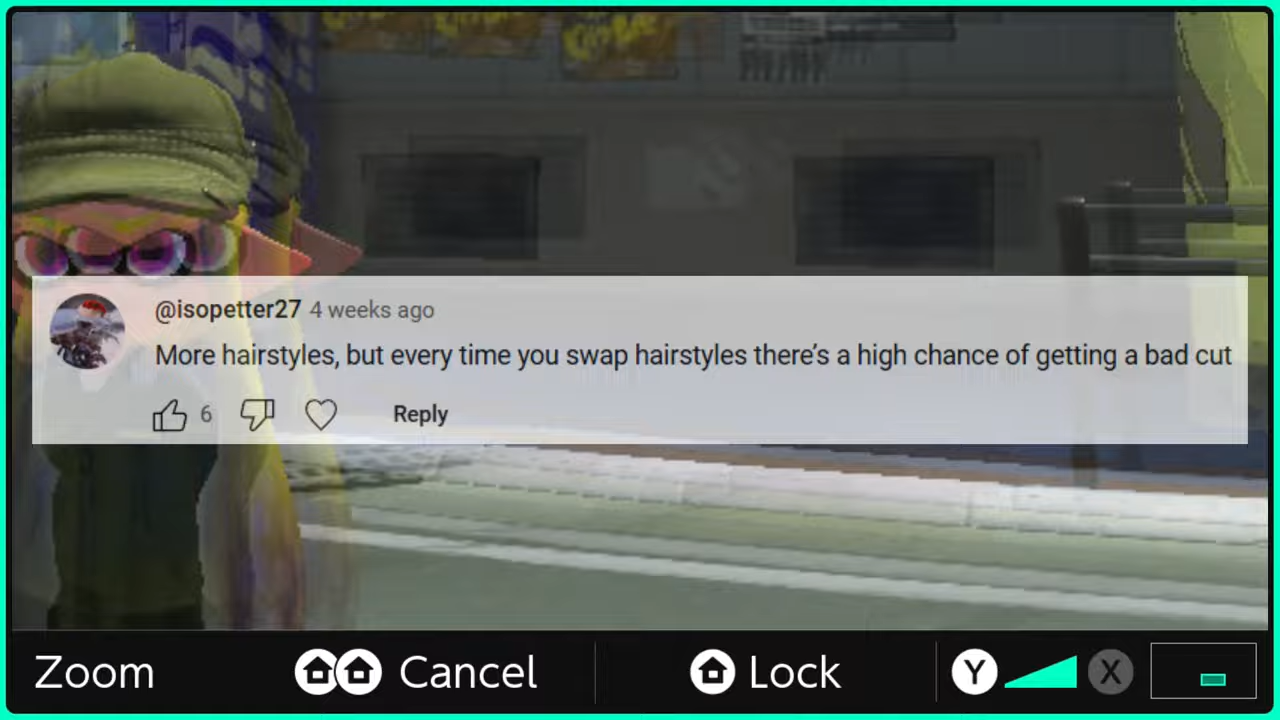 @isopetter27 4 weeks ago
More hairstyles, but every time you swap hairstyles there’s a high chance of getting a bad cut
6 Reply
Zoom Cancel Lock Y X